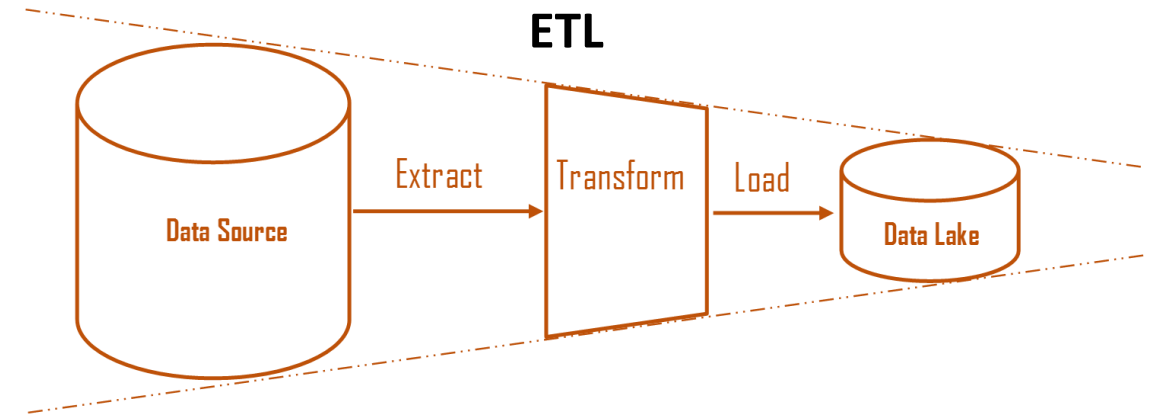 ETL
Extract
Transform
Load
Data Source
Data Lake